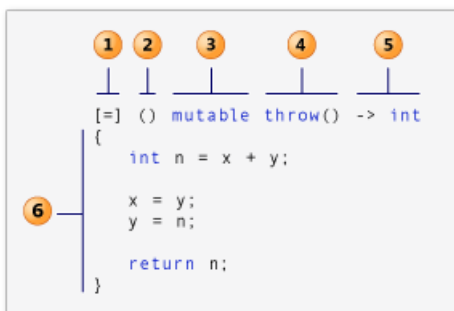 1 2 3 4 5
[=] () mutable throw() -> int
{
int n = x + y;
x = y;
6
y = n;
return n;
}